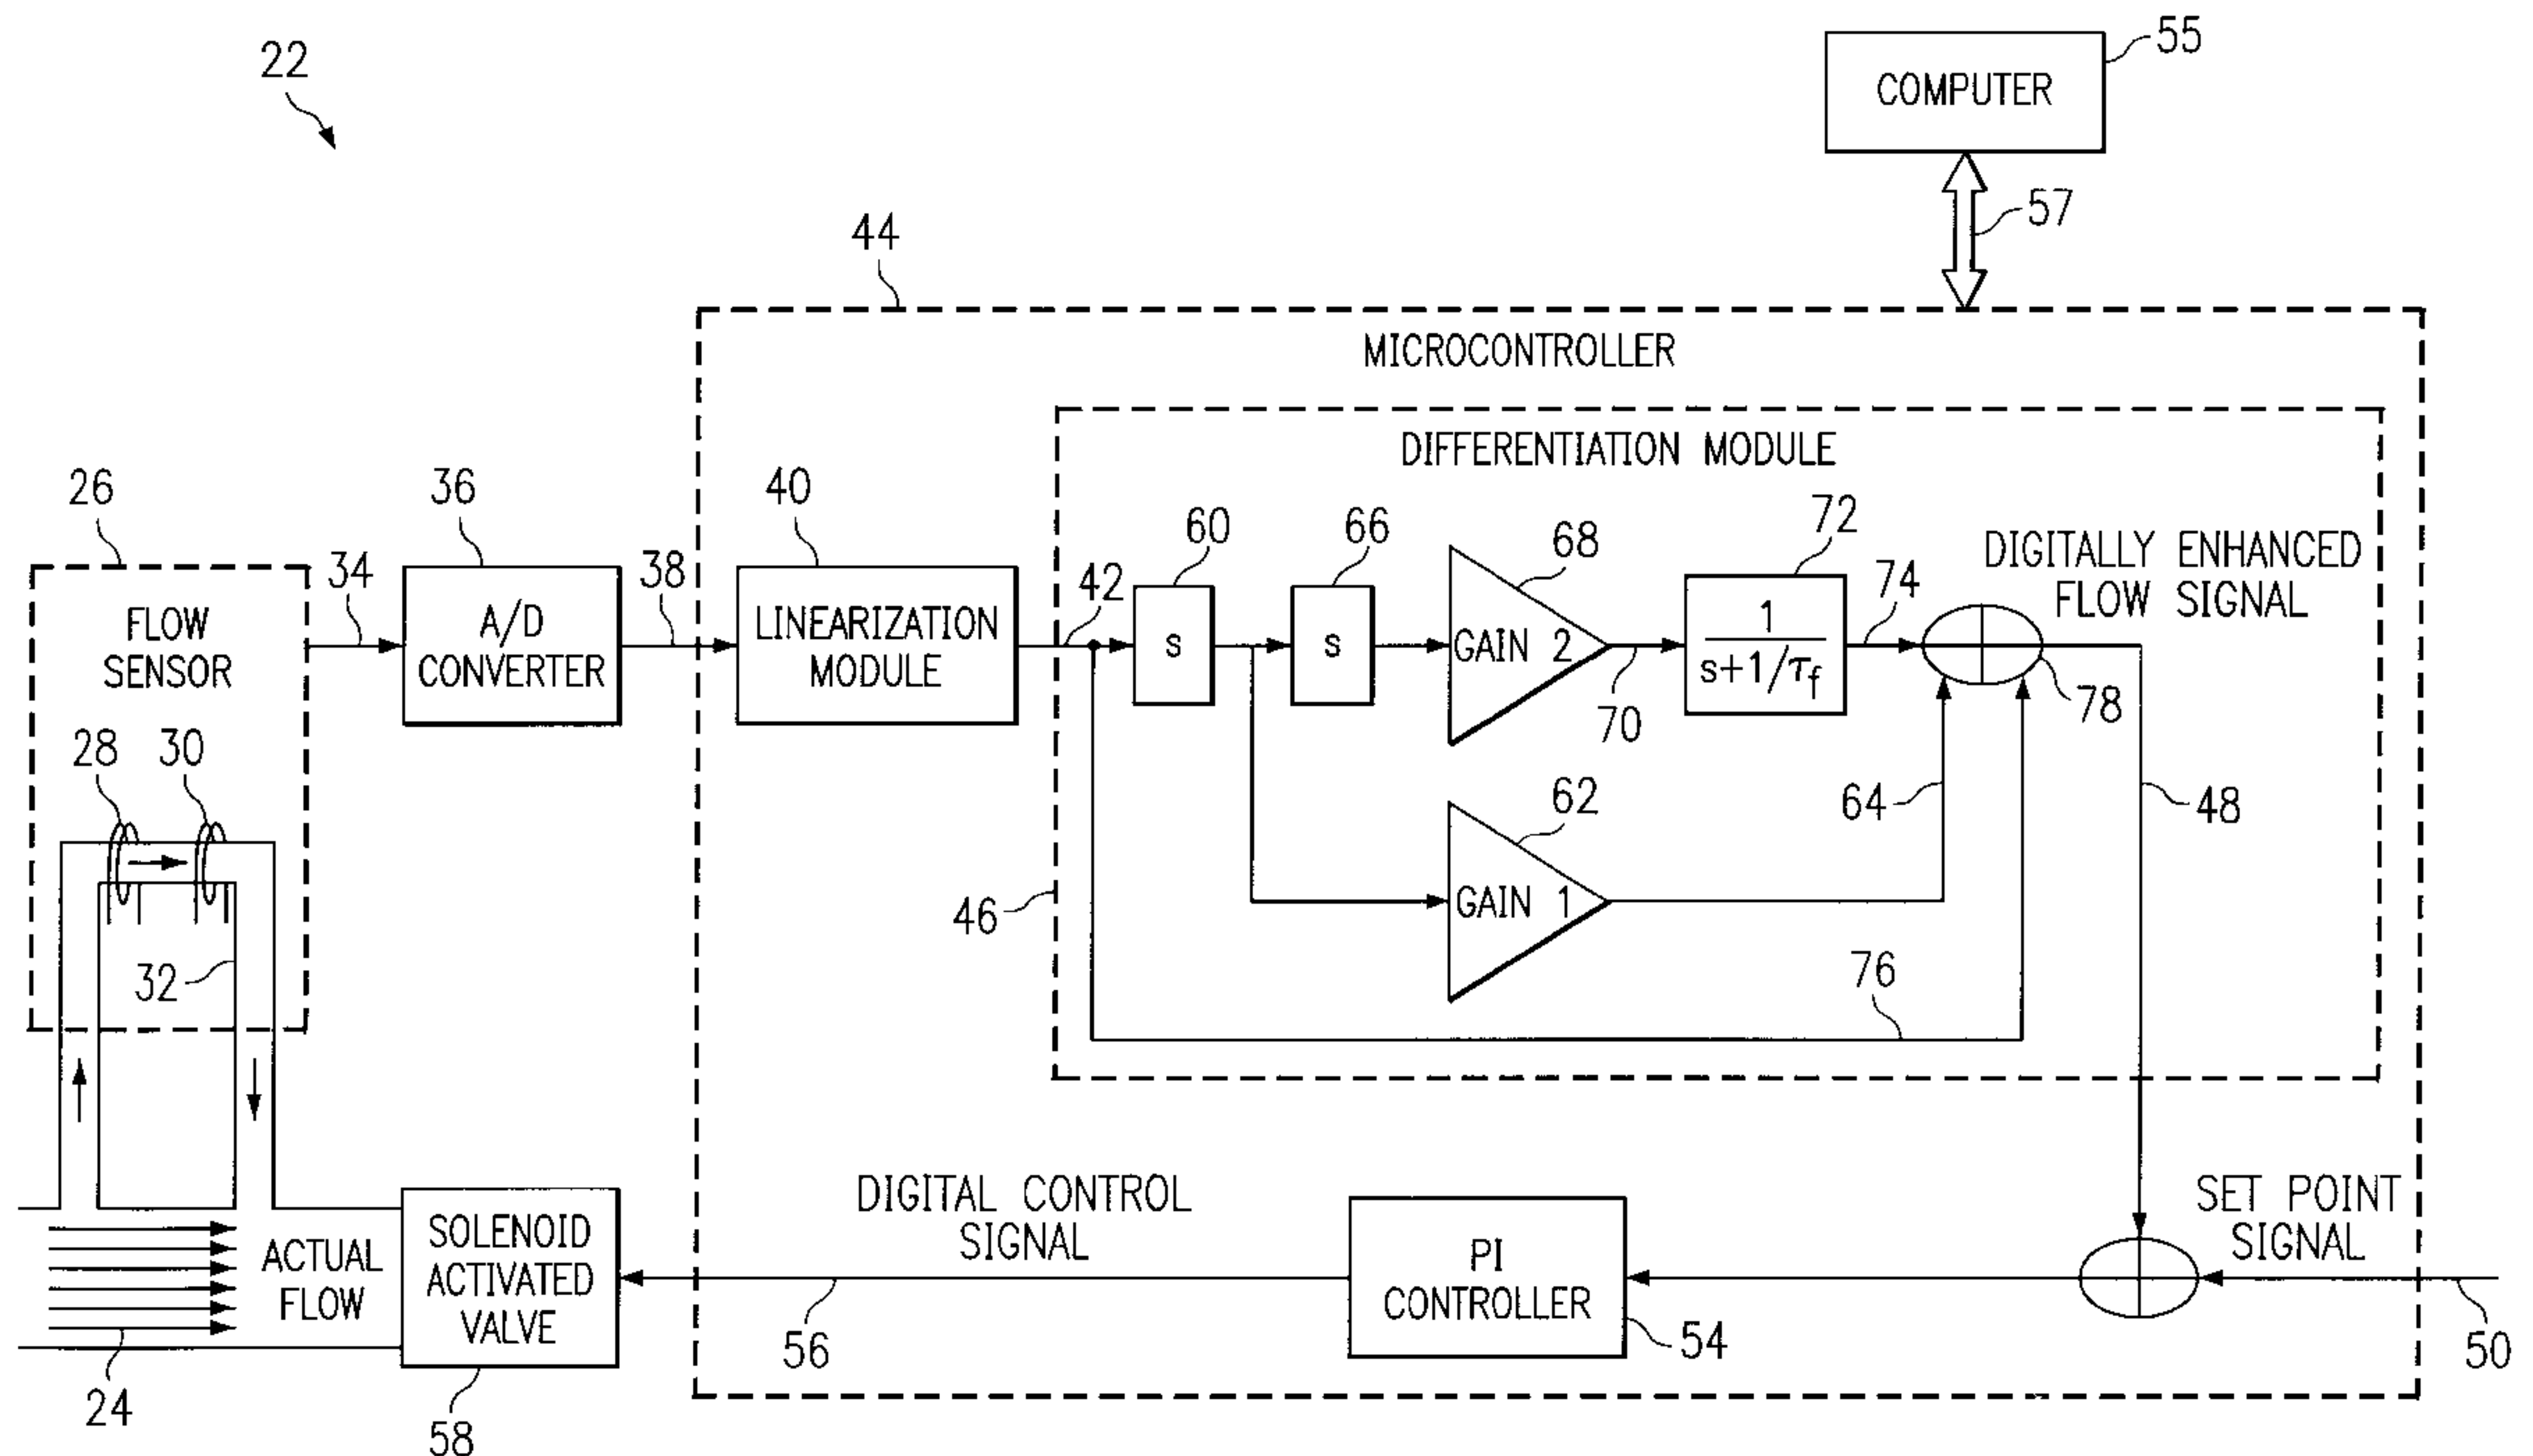 22
COMPUTER
55
57
44
MICROCONTROLLER
DIFFERENTIATION MODULE
26
FLOW
SENSOR
34
36
A/D
CONVERTER
38
40
LINEARIZATION
MODULE
42
60
s
66
s
68
GAIN 2
70
72
1
s+1/τf
74
DIGITALLY ENHANCED
FLOW SIGNAL
78
28
30
32
62
GAIN 1
64
48
46
76
24
ACTUAL
FLOW
SOLENOID
ACTIVATED
VALVE
58
DIGITAL CONTROL
SIGNAL
56
PI
CONTROLLER
54
SET POINT
SIGNAL
50